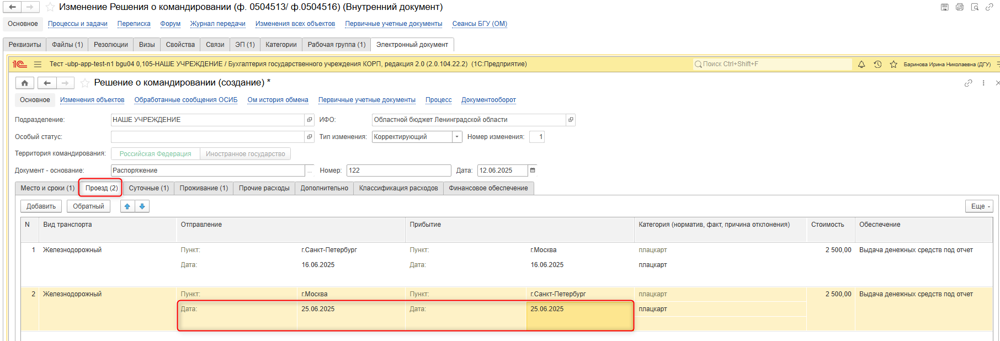 Изменение Решения о командировании (ф. 0504513/ ф.0504516) (Внутренний документ)
Основное Процессы и задачи Переписка Форум Журнал передачи Изменения всех объектов Первичные учетные документы Сеансы БГУ (ОМ)
Реквизиты Файлы (1) Резолюции Визы Свойства Связи ЭП (1) Категории Рабочая группа (1) Электронный документ
Тест -ubp-app-test-n1 bgu04 0,105-НАШЕ УЧРЕЖДЕНИЕ / Бухгалтерия государственного учреждения КОРП, редакция 2.0 (2.0.104.22.2) (1С:Предприятие) Поиск Ctrl+Shift+F Баринова Ирина Николаевна (ДГУ)
Решение о командировании (создание) *
Основное Изменения объектов Обработанные сообщения ОСИБ Ом история обмена Первичные учетные документы Процесс Документооборот
Подразделение: НАШЕ УЧРЕЖДЕНИЕ ИФО: Областной бюджет Ленинградской области
Особый статус: Тип изменения: Корректирующий Номер изменения: 1
Территория командирования: Российская Федерация Иностранное государство
Документ - основание: Распоряжение ... Номер: 122 Дата: 12.06.2025
Место и сроки (1) Проезд (2) Суточные (1) Проживание (1) Прочие расходы Дополнительно Классификация расходов Финансовое обеспечение
Добавить Обратный Еще
N Вид транспорта Отправление Прибытие Категория (норматив, факт, причина отклонения) Стоимость Обеспечение
1 Железнодорожный Пункт: г.Санкт-Петербург Пункт: г.Москва плацкарт 2 500,00 Выдача денежных средств под отчет
Дата: 16.06.2025 Дата: 16.06.2025 плацкарт
2 Железнодорожный Пункт: г.Москва Пункт: г.Санкт-Петербург плацкарт 2 500,00 Выдача денежных средств под отчет
Дата: 25.06.2025 Дата: 25.06.2025 плацкарт